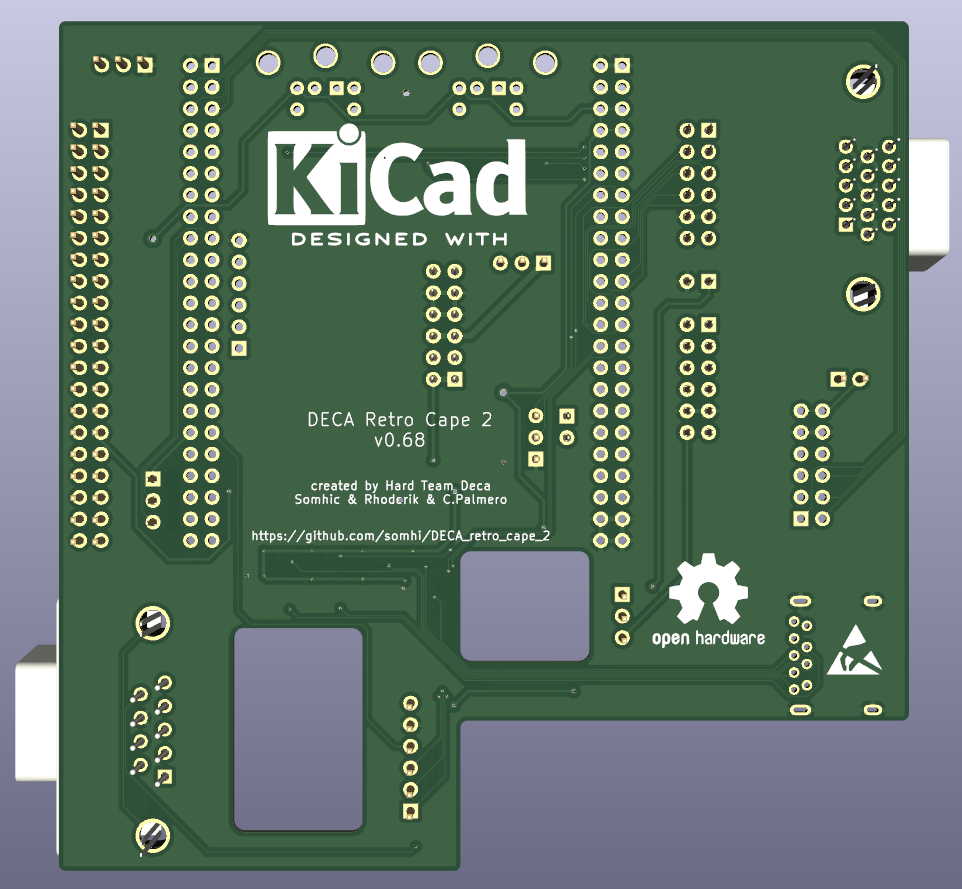 KiCad
DESIGNED WITH
DECA Retro Cape 2
v0.68
created by Hard Team Deca
Somhic & Rhoderik & C.Palmero
https://github.com/somhi/DECA_retro_cape_2
open hardware